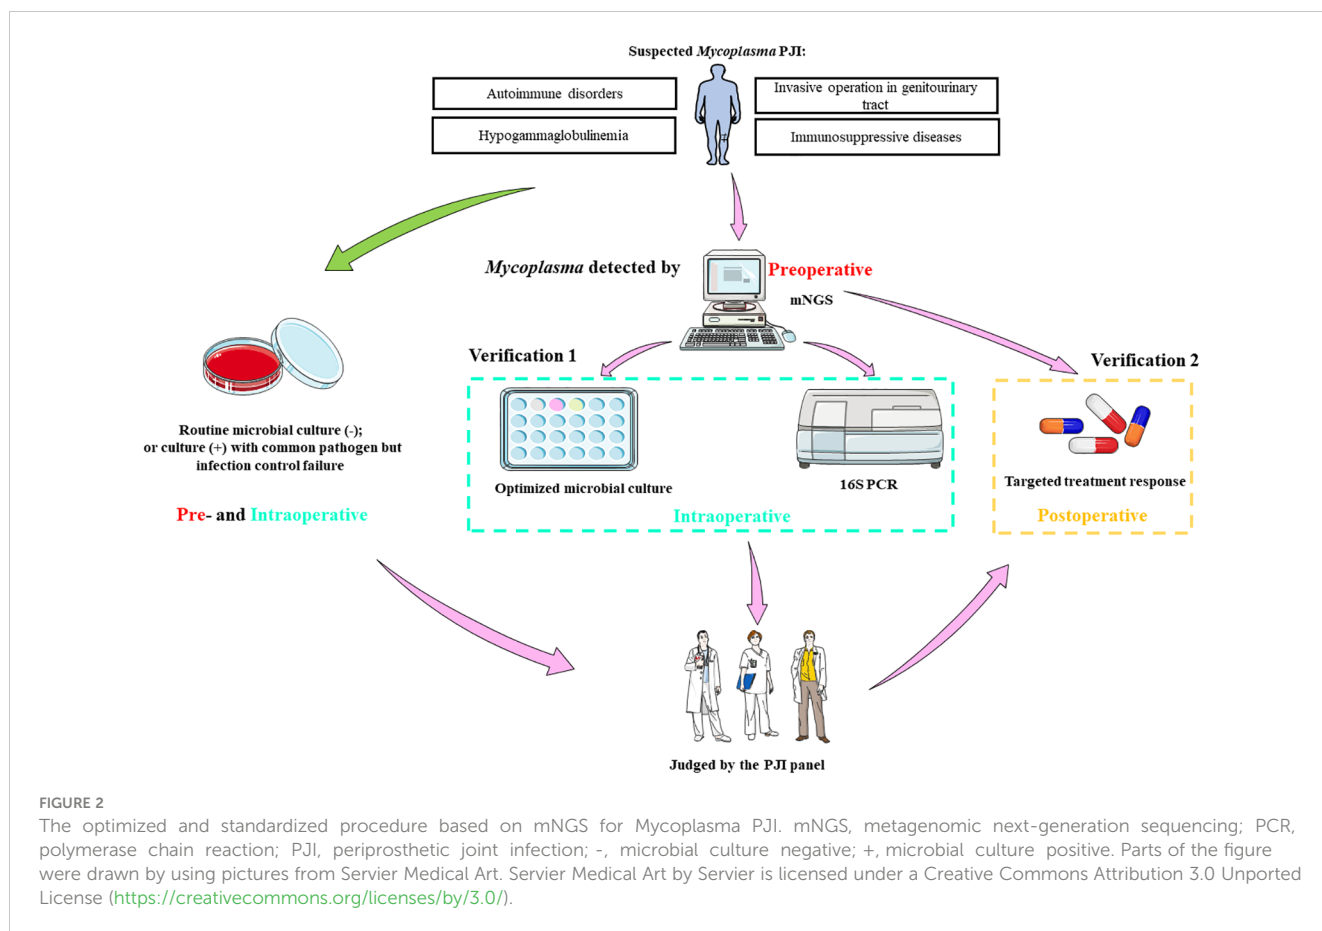 Suspected Mycoplasma PJI:
Autoimmune disorders
Invasive operation in genitourinary
tract
Hypogammaglobulinemia
Immunosuppressive diseases
Mycoplasma detected by
Preoperative
mNGS
Verification 1
Verification 2
Routine microbial culture (-);
or culture (+) with common pathogen but
infection control failure
Pre- and Intraoperative
Optimized microbial culture
16S PCR
Intraoperative
Targeted treatment response
Postoperative
Judged by the PJI panel
FIGURE 2
The optimized and standardized procedure based on mNGS for Mycoplasma PJI. mNGS, metagenomic next-generation sequencing; PCR,
polymerase chain reaction; PJI, periprosthetic joint infection; -, microbial culture negative; +, microbial culture positive. Parts of the figure
were drawn by using pictures from Servier Medical Art. Servier Medical Art by Servier is licensed under a Creative Commons Attribution 3.0 Unported
License (https://creativecommons.org/licenses/by/3.0/).